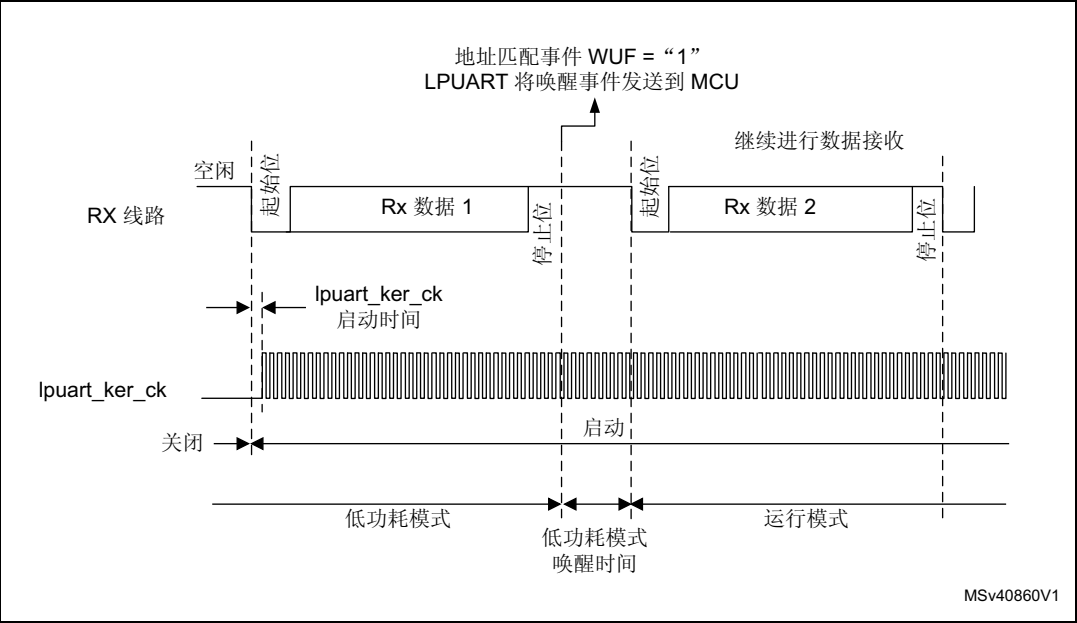 地址匹配事件 WUF = “1”
LPUART 将唤醒事件发送到 MCU
继续进行数据接收
空闲
起始位
起始位
RX 线路
Rx 数据 1
Rx 数据 2
停止位
停止位
lpuart_ker_ck
启动时间
lpuart_ker_ck
关闭
启动
低功耗模式
运行模式
低功耗模式
唤醒时间
MSv40860V1